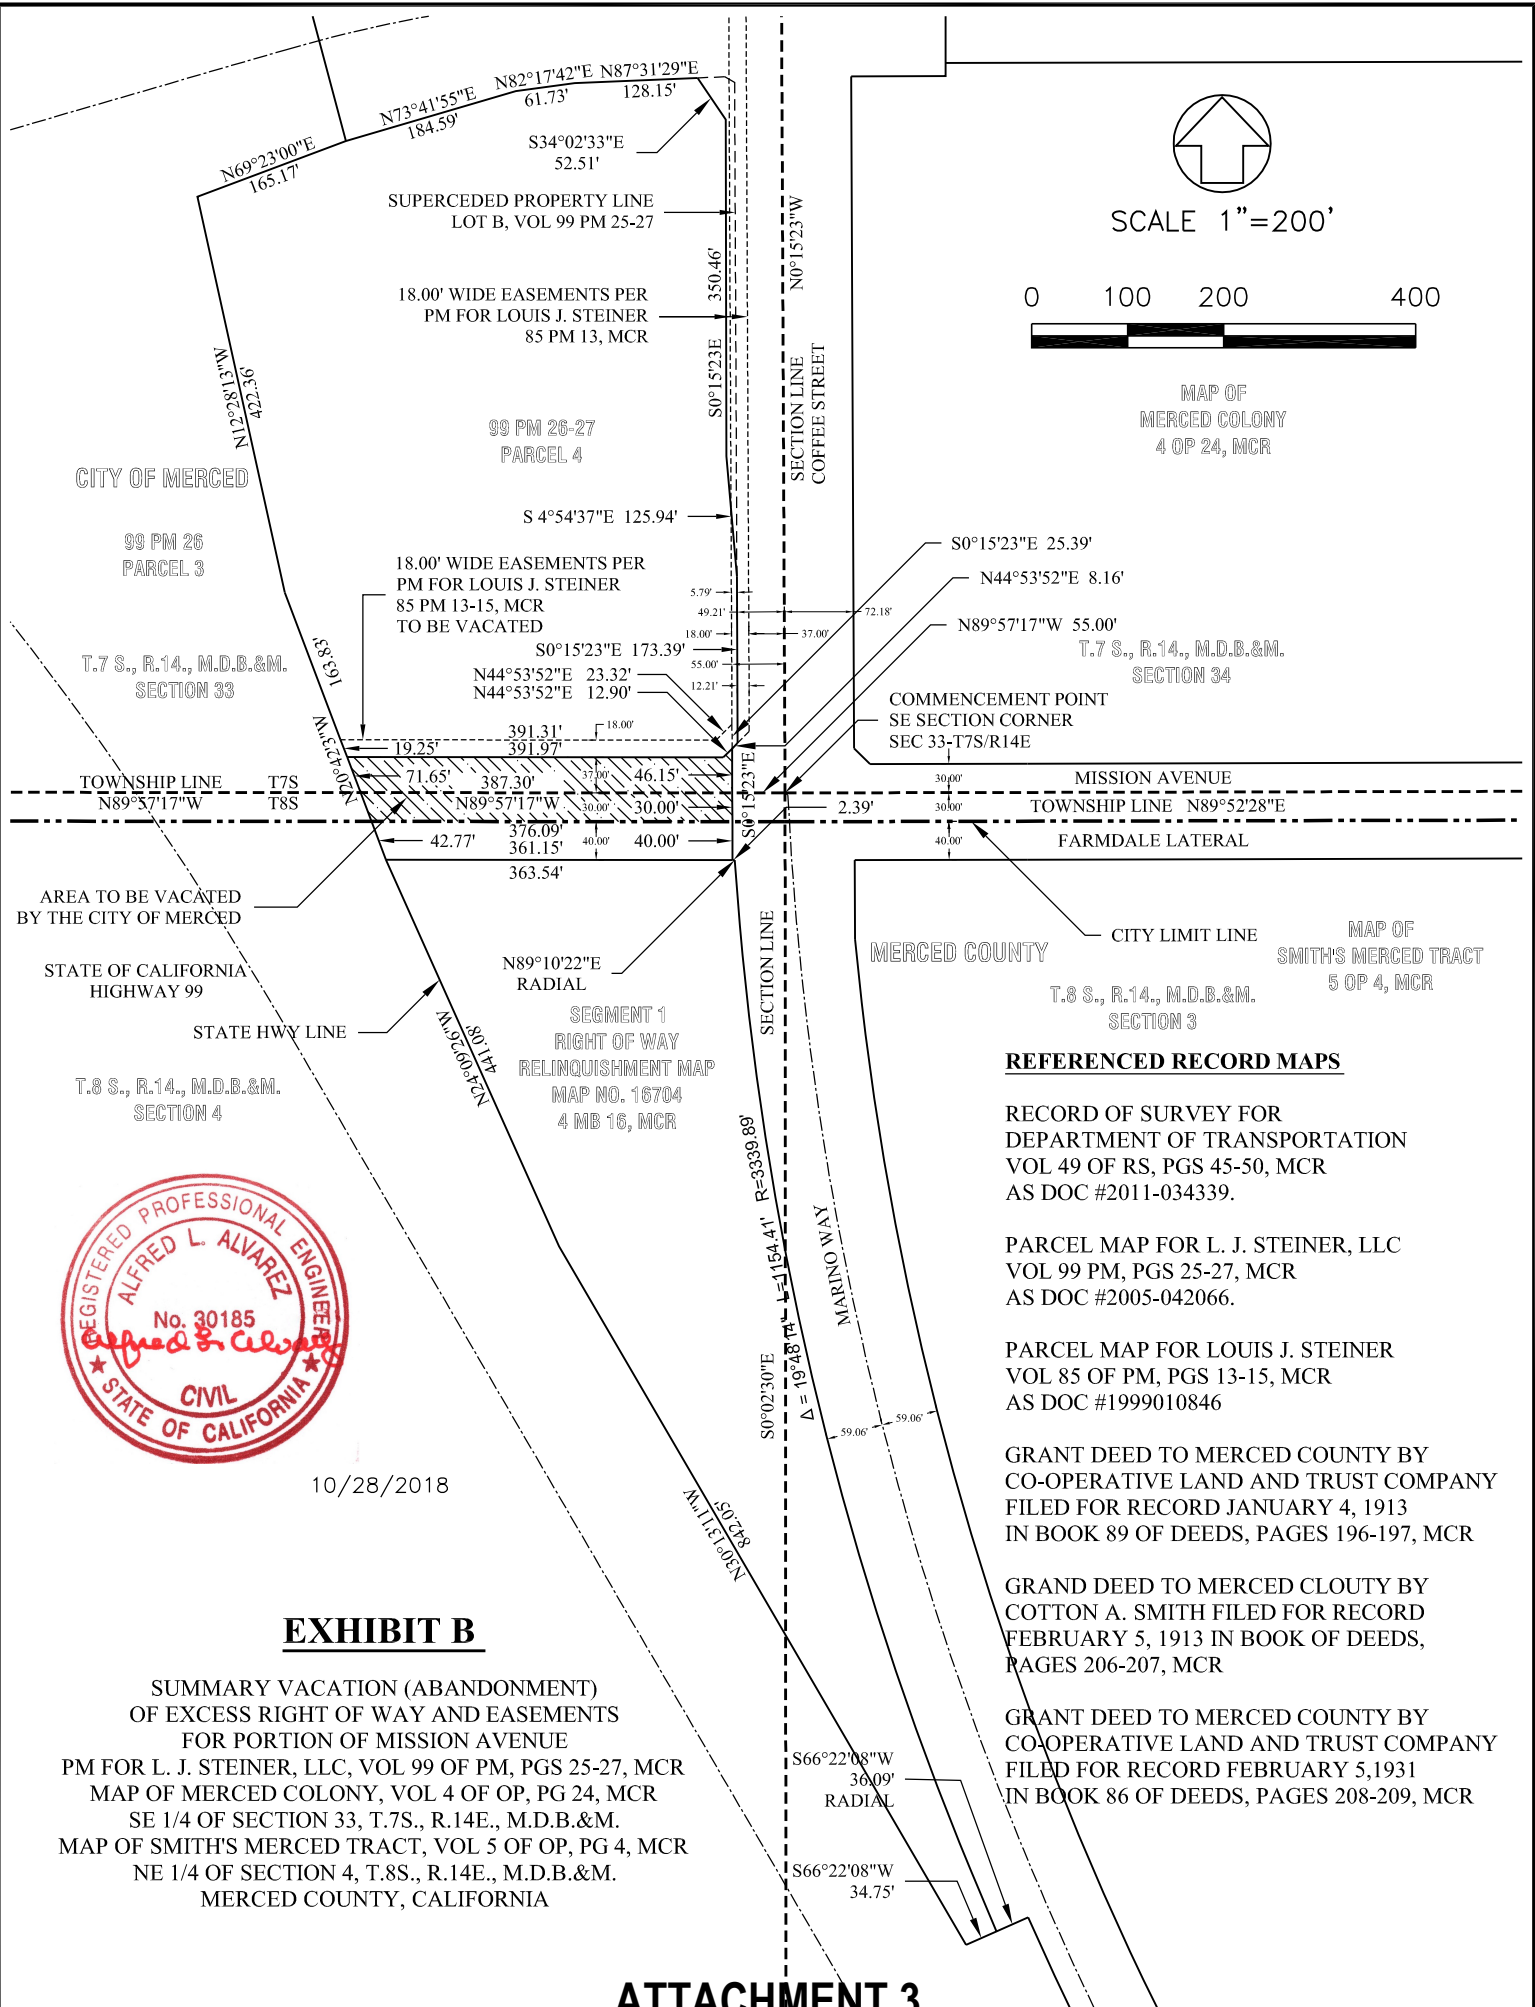 N69°23'00"E
165.17'
N73°41'55"E
184.59'
N82°17'42"E
61.73'
N87°31'29"E
128.15'
S34°02'33"E
52.51'
SUPERCEDED PROPERTY LINE
LOT B, VOL 99 PM 25-27
18.00' WIDE EASEMENTS PER
PM FOR LOUIS J. STEINER
85 PM 13, MCR
350.46'
S0°15'23E
N0°15'23"W
SECTION LINE
COFFEE STREET
SCALE 1"=200'
0 100 200 400
MAP OF
MERCED COLONY
4 OP 24, MCR
N12°28'13"W
422.36'
99 PM 26-27
PARCEL 4
CITY OF MERCED
99 PM 26
PARCEL 3
S 4°54'37"E 125.94'
18.00' WIDE EASEMENTS PER
PM FOR LOUIS J. STEINER
85 PM 13-15, MCR
TO BE VACATED
S0°15'23"E 25.39'
N44°53'52"E 8.16'
N89°57'17"W 55.00'
5.79'
49.21'
72.18'
18.00'
37.00'
55.00'
12.21'
S0°15'23"E 173.39'
N44°53'52"E 23.32'
N44°53'52"E 12.90'
T.7 S., R.14., M.D.B.&M.
SECTION 33
T.7 S., R.14., M.D.B.&M.
SECTION 34
COMMENCEMENT POINT
SE SECTION CORNER
SEC 33-T7S/R14E
163.83'
N20°42'3"W
391.31'
18.00'
19.25'
391.97'
71.65'
387.30'
37.00'
46.15'
TOWNSHIP LINE T7S
N89°57'17"W T8S
N89°57'17"W
30.00'
30.00'
S0°15'23"E
2.39'
42.77'
376.09'
361.15'
40.00'
40.00'
363.54'
30.00'
MISSION AVENUE
30.00'
TOWNSHIP LINE N89°52'28"E
40.00'
FARMDALE LATERAL
AREA TO BE VACATED
BY THE CITY OF MERCED
STATE OF CALIFORNIA
HIGHWAY 99
STATE HWY LINE
N89°10'22"E
RADIAL
SECTION LINE
MERCED COUNTY
CITY LIMIT LINE
MAP OF
SMITH'S MERCED TRACT
5 OP 4, MCR
T.8 S., R.14., M.D.B.&M.
SECTION 3
N24°09'26"W
441.08'
SEGMENT 1
RIGHT OF WAY
RELINQUISHMENT MAP
MAP NO. 16704
4 MB 16, MCR
T.8 S., R.14., M.D.B.&M.
SECTION 4
Δ = 19°48'14" L=1154.41' R=3339.89'
MARINO WAY
S0°02'30"E
59.06'
59.06'
N30°13'11"W
842.05'
S66°22'08"W
36.09'
RADIAL
S66°22'08"W
34.75'
REFERENCED RECORD MAPS
RECORD OF SURVEY FOR
DEPARTMENT OF TRANSPORTATION
VOL 49 OF RS, PGS 45-50, MCR
AS DOC #2011-034339.
PARCEL MAP FOR L. J. STEINER, LLC
VOL 99 PM, PGS 25-27, MCR
AS DOC #2005-042066.
PARCEL MAP FOR LOUIS J. STEINER
VOL 85 OF PM, PGS 13-15, MCR
AS DOC #1999010846
GRANT DEED TO MERCED COUNTY BY
CO-OPERATIVE LAND AND TRUST COMPANY
FILED FOR RECORD JANUARY 4, 1913
IN BOOK 89 OF DEEDS, PAGES 196-197, MCR
GRAND DEED TO MERCED CLOUTY BY
COTTON A. SMITH FILED FOR RECORD
FEBRUARY 5, 1913 IN BOOK OF DEEDS,
PAGES 206-207, MCR
GRANT DEED TO MERCED COUNTY BY
CO-OPERATIVE LAND AND TRUST COMPANY
FILED FOR RECORD FEBRUARY 5,1931
IN BOOK 86 OF DEEDS, PAGES 208-209, MCR
REGISTERED PROFESSIONAL ENGINEER
ALFRED L. ALVAREZ
No. 30185
Alfred L. Alvarez
CIVIL
STATE OF CALIFORNIA
10/28/2018
EXHIBIT B
SUMMARY VACATION (ABANDONMENT)
OF EXCESS RIGHT OF WAY AND EASEMENTS
FOR PORTION OF MISSION AVENUE
PM FOR L. J. STEINER, LLC, VOL 99 OF PM, PGS 25-27, MCR
MAP OF MERCED COLONY, VOL 4 OF OP, PG 24, MCR
SE 1/4 OF SECTION 33, T.7S., R.14E., M.D.B.&M.
MAP OF SMITH'S MERCED TRACT, VOL 5 OF OP, PG 4, MCR
NE 1/4 OF SECTION 4, T.8S., R.14E., M.D.B.&M.
MERCED COUNTY, CALIFORNIA
ATTACHMENT 3